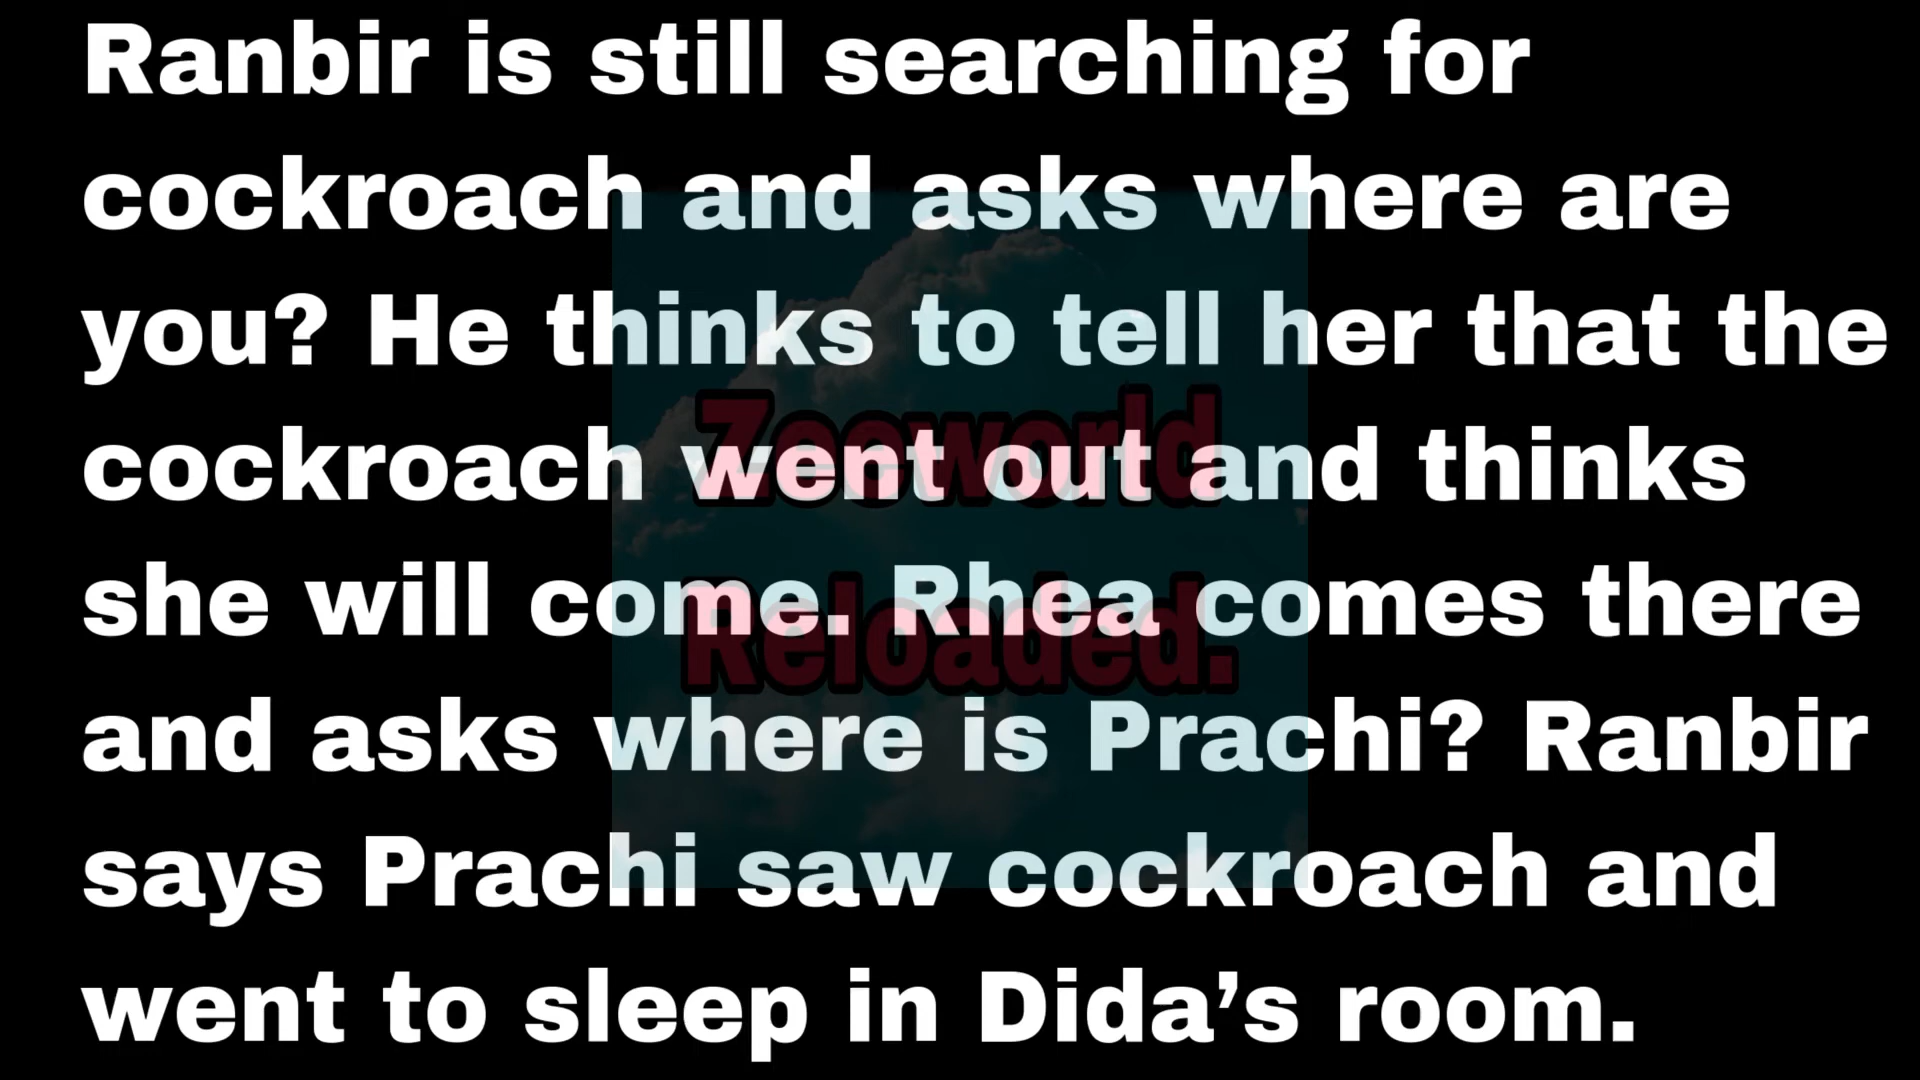 Ranbir is still searching for
cockroach and asks where are
you? He thinks to tell her that the
cockroach went out and thinks
she will come. Rhea comes there
and asks where is Prachi? Ranbir
says Prachi saw cockroach and
went to sleep in Dida’s room.
Zeeworld
Reloaded.